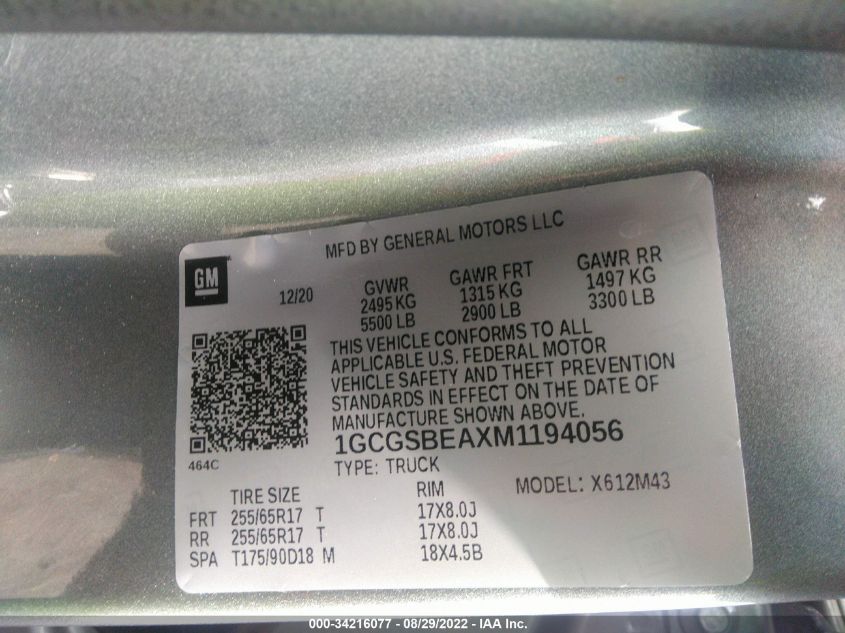 MFD BY GENERAL MOTORS LLC
GM
12/20
GVWR GAWR FRT GAWR RR
2495 KG 1315 KG 1497 KG
5500 LB 2900 LB 3300 LB
THIS VEHICLE CONFORMS TO ALL
APPLICABLE U.S. FEDERAL MOTOR
VEHICLE SAFETY AND THEFT PREVENTION
STANDARDS IN EFFECT ON THE DATE OF
MANUFACTURE SHOWN ABOVE.
1GCGSBEAXM1194056
464C
TYPE: TRUCK
MODEL: X612M43
TIRE SIZE RIM
FRT 255/65R17 T 17X8.0J
RR 255/65R17 T 17X8.0J
SPA T175/90D18 M 18X4.5B
000-34216077 - 08/29/2022 - IAA Inc.